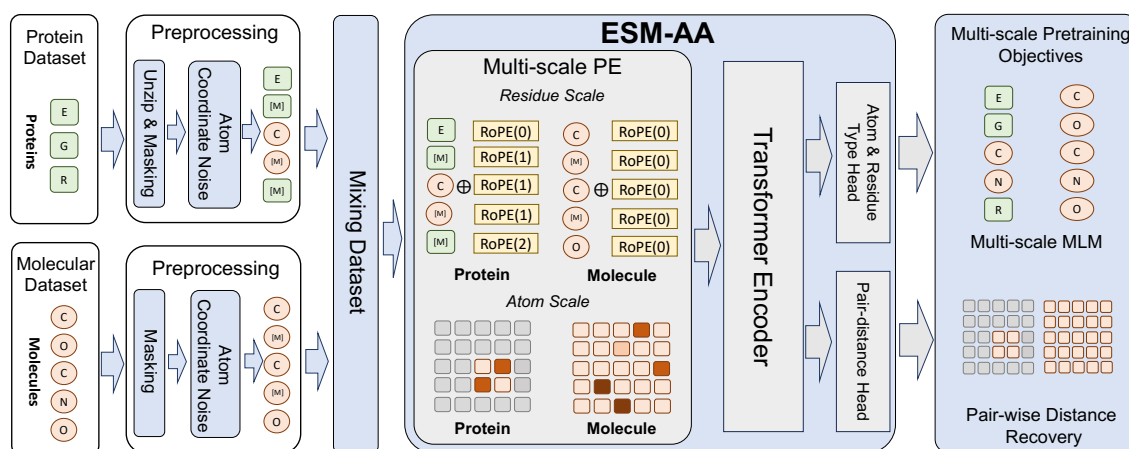 Protein
Dataset
E
G
R
Proteins
Preprocessing
Unzip & Masking
Atom
Coordinate Noise
E
[M]
C
[M]
[M]
Molecular
Dataset
C
O
C
N
O
Molecules
Preprocessing
Masking
Atom
Coordinate Noise
C
[M]
C
[M]
O
Mixing Dataset
ESM-AA
Multi-scale PE
Residue Scale
E RoPE(0)
[M] RoPE(1)
C ⊕ RoPE(1)
[M] RoPE(1)
[M] RoPE(2)
Protein
C RoPE(0)
[M] RoPE(0)
C ⊕ RoPE(0)
[M] RoPE(0)
O RoPE(0)
Molecule
Atom Scale
Protein
Molecule
Transformer Encoder
Atom & Residue
Type Head
Pair-distance Head
Multi-scale Pretraining
Objectives
E C
G O
C C
N N
R O
Multi-scale MLM
Pair-wise Distance
Recovery